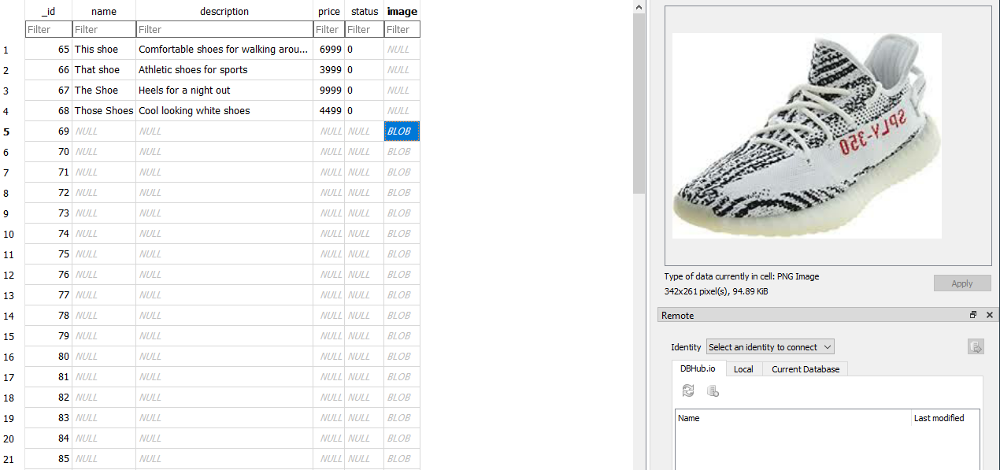 _id name description price status image
Filter Filter Filter Filter Filter Filter
1 65 This shoe Comfortable shoes for walking arou... 6999 0 NULL
2 66 That shoe Athletic shoes for sports 3999 0 NULL
3 67 The Shoe Heels for a night out 9999 0 NULL
4 68 Those Shoes Cool looking white shoes 4499 0 NULL
5 69 NULL NULL NULL NULL BLOB
6 70 NULL NULL NULL NULL BLOB
7 71 NULL NULL NULL NULL BLOB
8 72 NULL NULL NULL NULL BLOB
9 73 NULL NULL NULL NULL BLOB
10 74 NULL NULL NULL NULL BLOB
11 75 NULL NULL NULL NULL BLOB
12 76 NULL NULL NULL NULL BLOB
13 77 NULL NULL NULL NULL BLOB
14 78 NULL NULL NULL NULL BLOB
15 79 NULL NULL NULL NULL BLOB
16 80 NULL NULL NULL NULL BLOB
17 81 NULL NULL NULL NULL BLOB
18 82 NULL NULL NULL NULL BLOB
19 83 NULL NULL NULL NULL BLOB
20 84 NULL NULL NULL NULL BLOB
21 85 NULL NULL NULL NULL BLOB
SPLY-350
Type of data currently in cell: PNG Image
342x261 pixel(s), 94.89 KiB
Apply
Remote
Identity Select an identity to connect
DBHub.io Local Current Database
Name Last modified